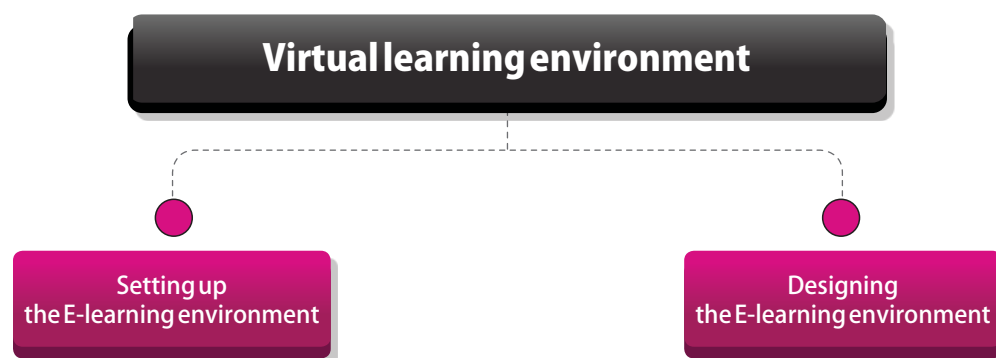 Virtual learning environment
Setting up
the E-learning environment
Designing
the E-learning environment